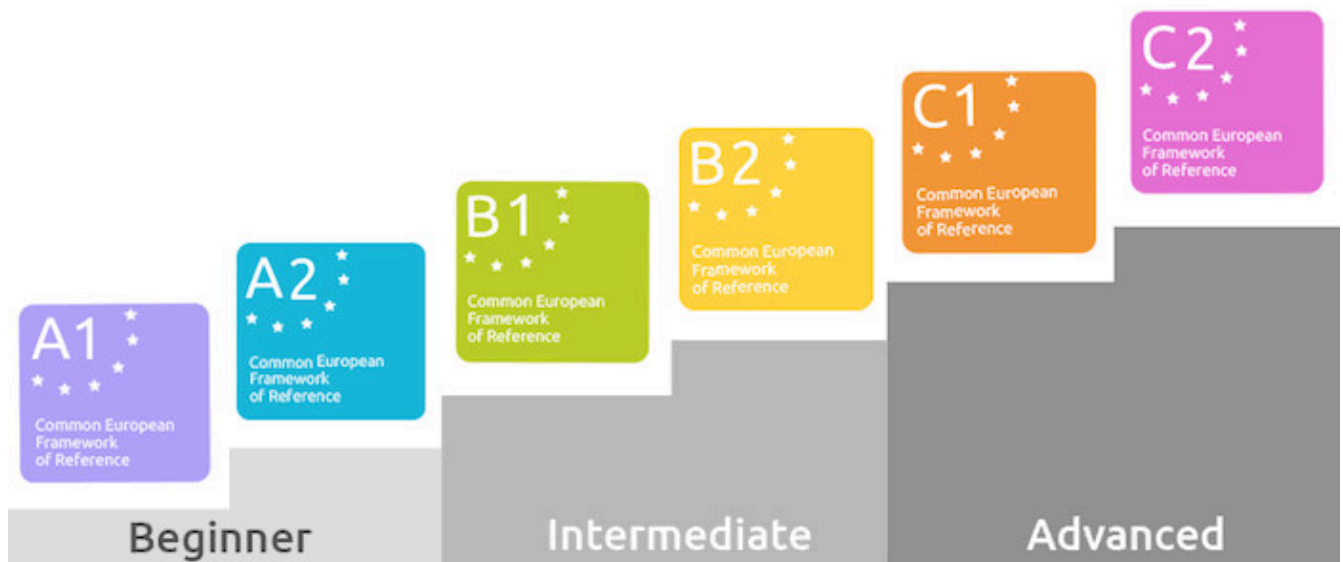 A1
Common European
Framework
of Reference
A2
Common European
Framework
of Reference
B1
Common European
Framework
of Reference
B2
Common European
Framework
of Reference
C1
Common European
Framework
of Reference
C2
Common European
Framework
of Reference
Beginner
Intermediate
Advanced